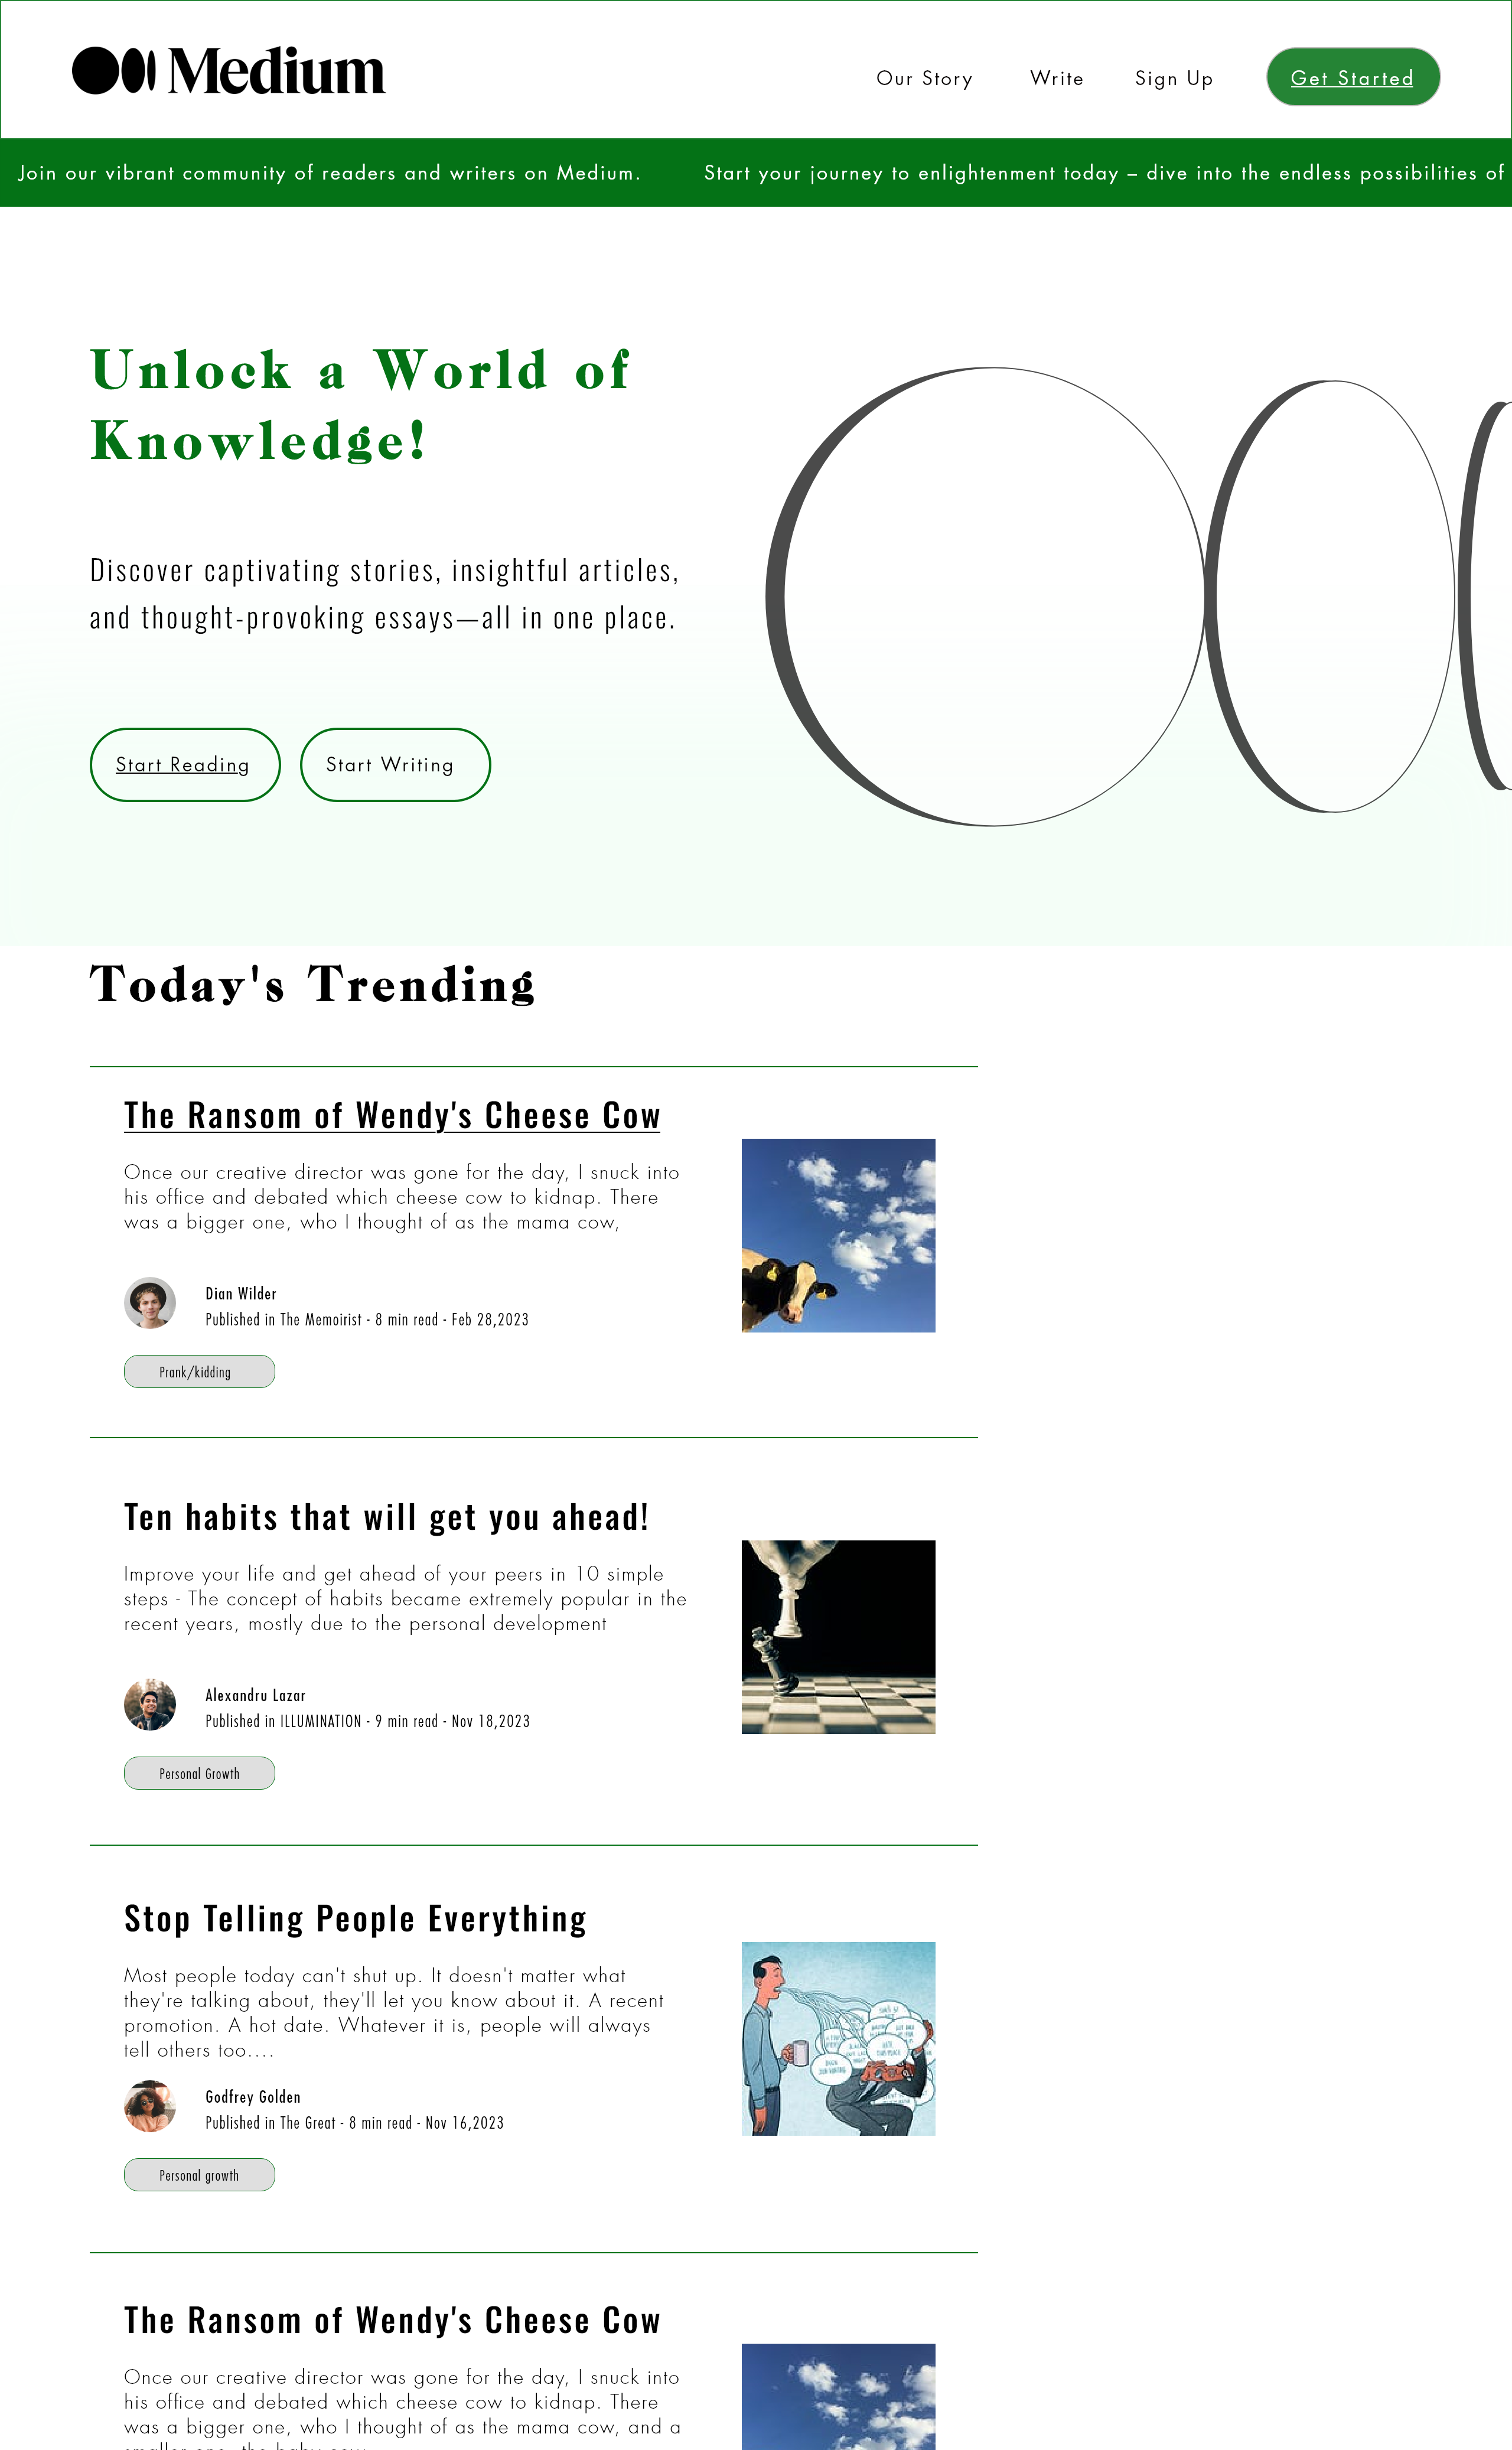 Medium
Our Story Write Sign Up Get Started
Join our vibrant community of readers and writers on Medium. Start your journey to enlightenment today – dive into the endless possibilities of
Unlock a World of
Knowledge!
Discover captivating stories, insightful articles,
and thought-provoking essays—all in one place.
Start Reading Start Writing
Today's Trending
The Ransom of Wendy's Cheese Cow
Once our creative director was gone for the day, I snuck into
his office and debated which cheese cow to kidnap. There
was a bigger one, who I thought of as the mama cow,
Dian Wilder
Published in The Memoirist - 8 min read - Feb 28,2023
Prank/kidding
Ten habits that will get you ahead!
Improve your life and get ahead of your peers in 10 simple
steps - The concept of habits became extremely popular in the
recent years, mostly due to the personal development
Alexandru Lazar
Published in ILLUMINATION - 9 min read - Nov 18,2023
Personal Growth
Stop Telling People Everything
Most people today can't shut up. It doesn't matter what
they're talking about, they'll let you know about it. A recent
promotion. A hot date. Whatever it is, people will always
tell others too....
Godfrey Golden
Published in The Great - 8 min read - Nov 16,2023
Personal growth
The Ransom of Wendy's Cheese Cow
Once our creative director was gone for the day, I snuck into
his office and debated which cheese cow to kidnap. There
was a bigger one, who I thought of as the mama cow, and a